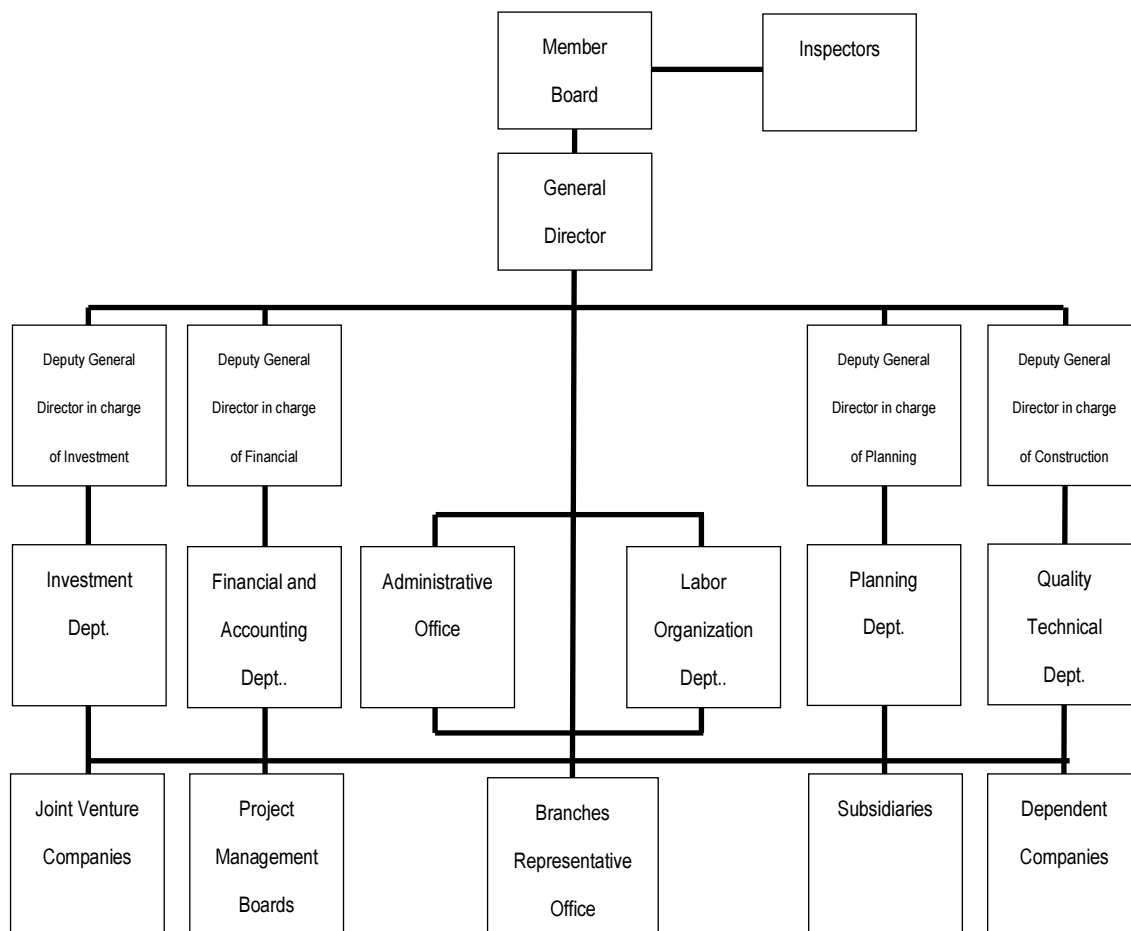 Member
Board
Inspectors
General
Director
Deputy General
Director in charge
of Investment
Deputy General
Director in charge
of Financial
Deputy General
Director in charge
of Planning
Deputy General
Director in charge
of Construction
Investment
Dept.
Financial and
Accounting
Dept..
Administrative
Office
Labor
Organization
Dept..
Planning
Dept.
Quality
Technical
Dept.
Joint Venture
Companies
Project
Management
Boards
Branches
Representative
Office
Subsidiaries
Dependent
Companies